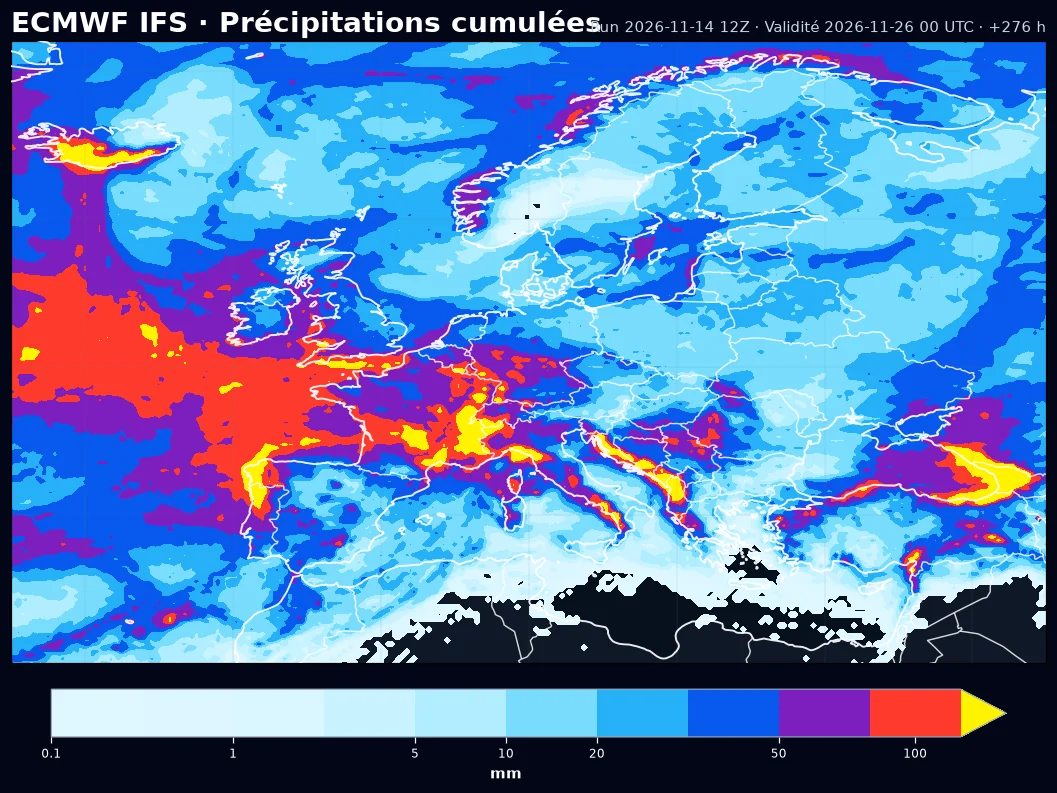 ECMWF IFS · Précipitations cumulées
Run 2026-11-14 12Z · Validité 2026-11-26 00 UTC · +276 h
0.1 1 5 10 20 50 100
mm